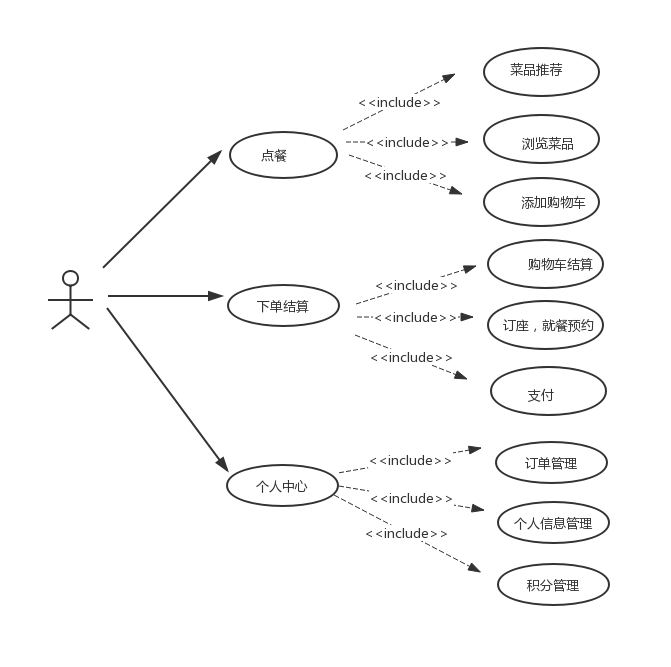 菜品推荐
<<include>>
点餐
<<include>>
浏览菜品
<<include>>
添加购物车
购物车结算
<<include>>
下单结算
<<include>>
订座，就餐预约
<<include>>
支付
<<include>>
订单管理
个人中心
<<include>>
个人信息管理
<<include>>
积分管理